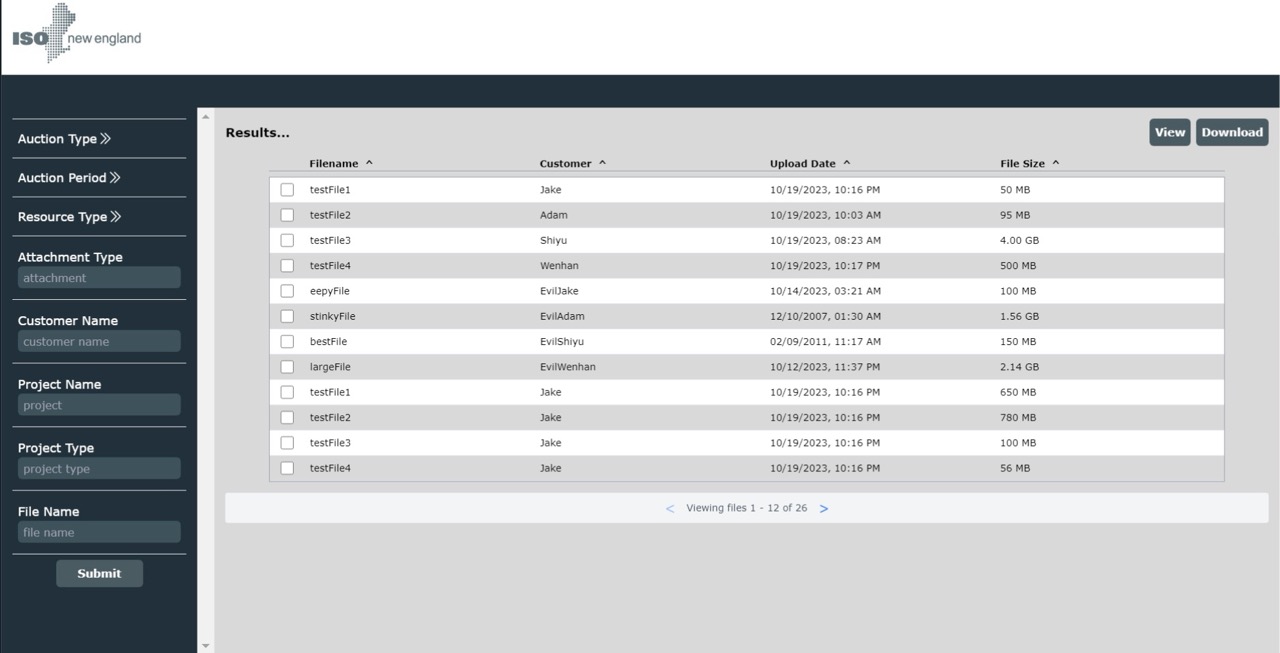 ISO new england
Auction Type
Auction Period
Resource Type
Attachment Type
attachment
Customer Name
customer name
Project Name
project
Project Type
project type
File Name
file name
Submit
Results...
View Download
Filename Customer Upload Date File Size
testFile1 Jake 10/19/2023, 10:16 PM 50 MB
testFile2 Adam 10/19/2023, 10:03 AM 95 MB
testFile3 Shiyu 10/19/2023, 08:23 AM 4.00 GB
testFile4 Wenhan 10/19/2023, 10:17 PM 500 MB
eepyFile EvilJake 10/14/2023, 03:21 AM 100 MB
stinkyFile EvilAdam 12/10/2007, 01:30 AM 1.56 GB
bestFile EvilShiyu 02/09/2011, 11:17 AM 150 MB
largeFile EvilWenhan 10/12/2023, 11:37 PM 2.14 GB
testFile1 Jake 10/19/2023, 10:16 PM 650 MB
testFile2 Jake 10/19/2023, 10:16 PM 780 MB
testFile3 Jake 10/19/2023, 10:16 PM 100 MB
testFile4 Jake 10/19/2023, 10:16 PM 56 MB
< Viewing files 1 - 12 of 26 >